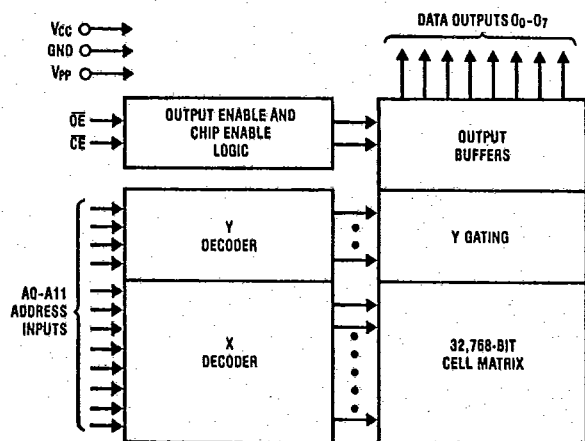 VCC
GND
VPP
DATA OUTPUTS O0-O7
OE
CE
OUTPUT ENABLE AND
CHIP ENABLE
LOGIC
OUTPUT
BUFFERS
Y
DECODER
Y GATING
A0-A11
ADDRESS
INPUTS
X
DECODER
32,768-BIT
CELL MATRIX